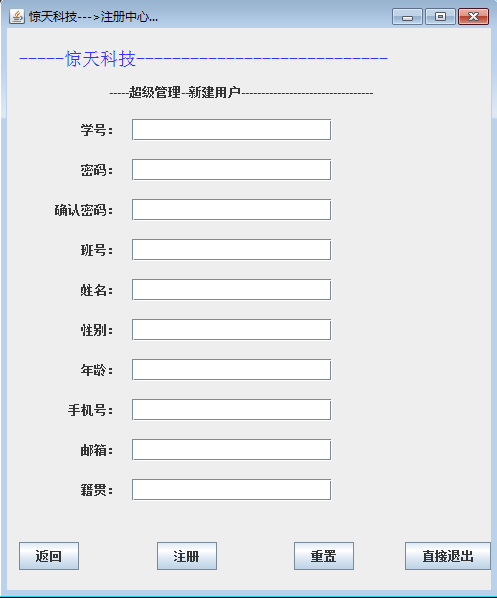 惊天科技--->注册中心...
-----惊天科技----------------------------
-----超级管理--新建用户---------------------------------
学号：
密码：
确认密码：
班号：
姓名：
性别：
年龄：
手机号：
邮箱：
籍贯：
返回 注册 重置 直接退出